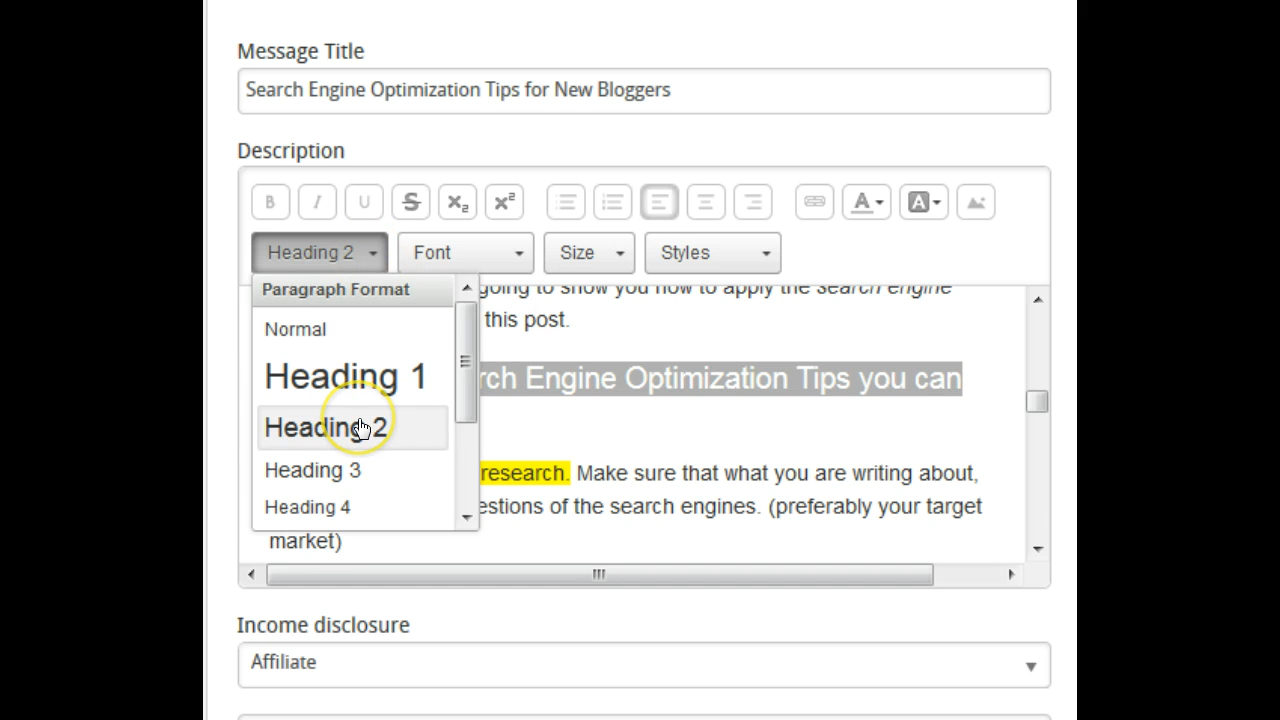 Message Title
Search Engine Optimization Tips for New Bloggers
Description
B I U S x₂ x² A A
Heading 2 Font Size Styles
Paragraph Format
Normal
Heading 1
Heading 2
Heading 3
Heading 4
going to show you how to apply the search engine
this post.
rch Engine Optimization Tips you can
research. Make sure that what you are writing about,
estions of the search engines. (preferably your target
market)
Income disclosure
Affiliate